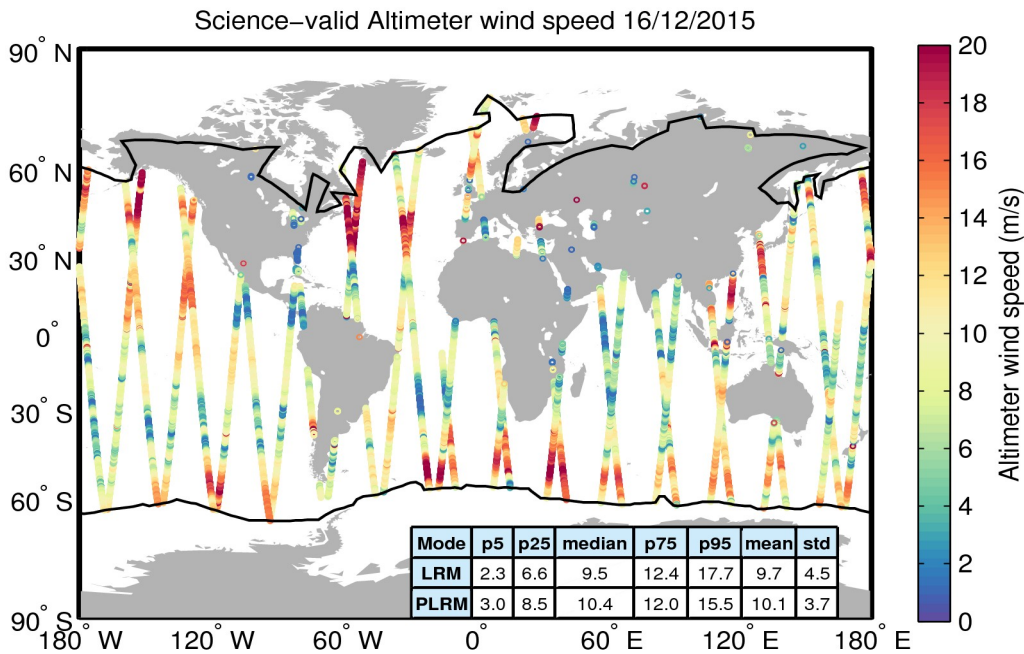 Science-valid Altimeter wind speed 16/12/2015
90° N
60° N
30° N
0°
30° S
60° S
90° S
180° W
120° W
60° W
0°
60° E
120° E
180° E
20
18
16
14
12
10
8
6
4
2
0
Altimeter wind speed (m/s)
Mode p5 p25 median p75 p95 mean std
LRM 2.3 6.6 9.5 12.4 17.7 9.7 4.5
PLRM 3.0 8.5 10.4 12.0 15.5 10.1 3.7